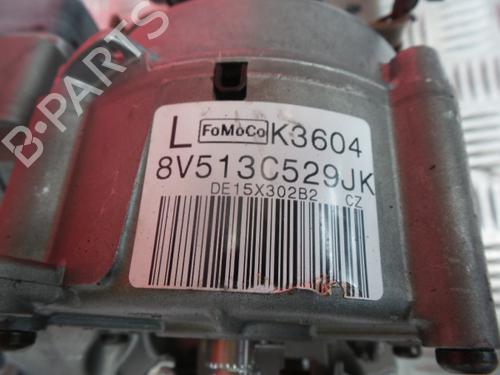 L FoMoCo K3604
8V513C529JK
DE15X302B2 CZ
B-PARTS